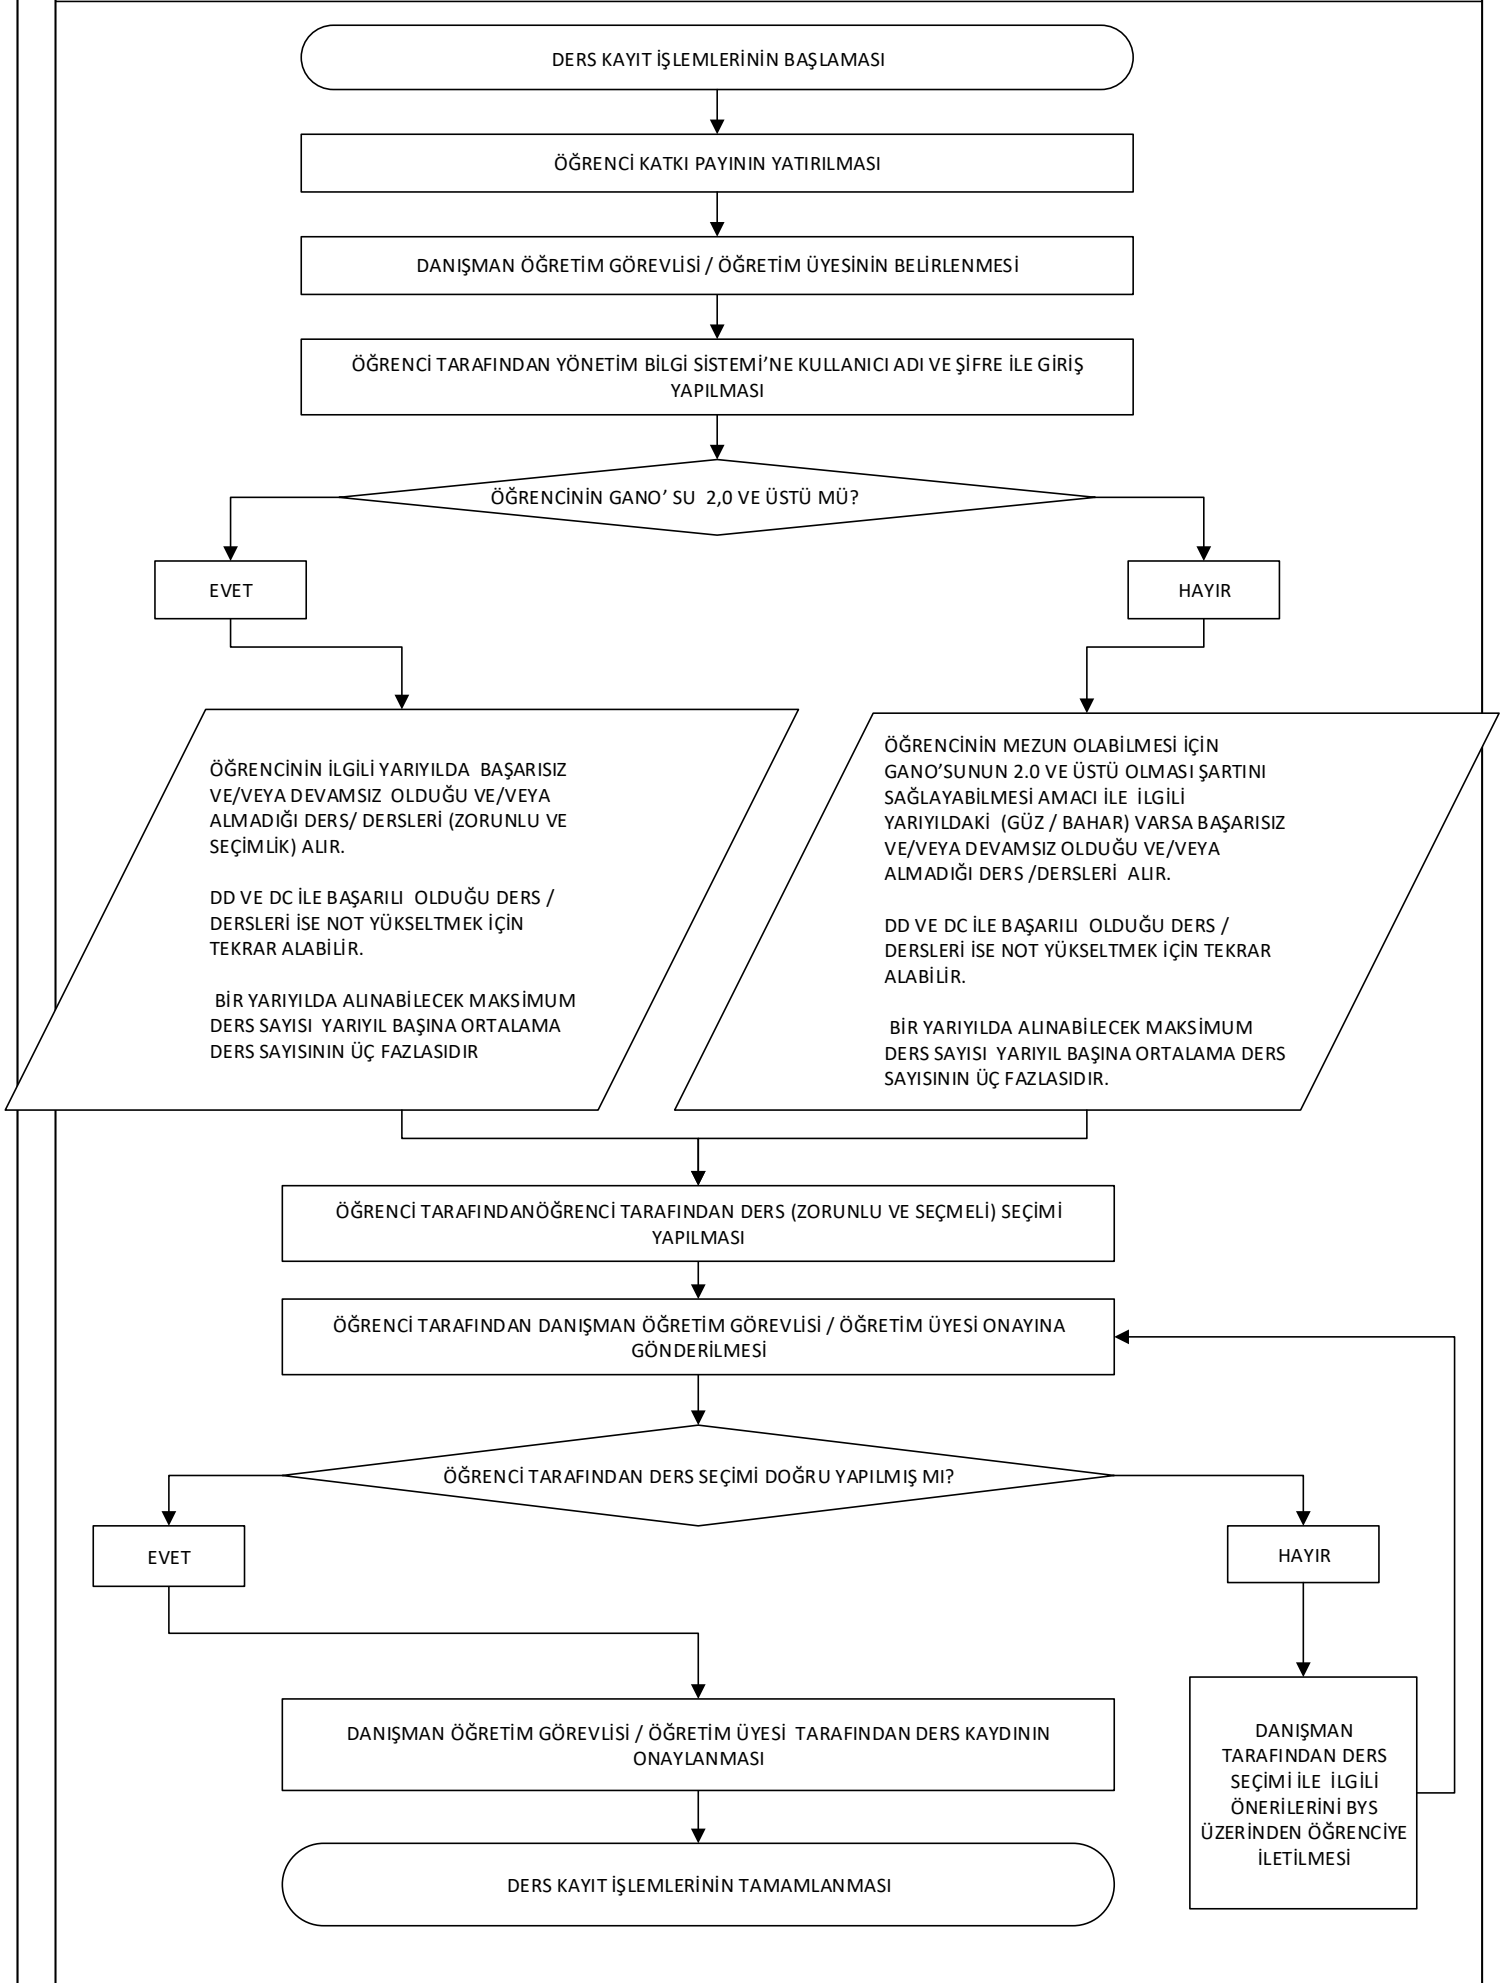 DERS KAYIT İŞLEMLERİNİN BAŞLAMASI
ÖĞRENCİ KATKI PAYININ YATIRILMASI
DANIŞMAN ÖĞRETİM GÖREVLİSİ / ÖĞRETİM ÜYESİNİN BELİRLENMESİ
ÖĞRENCİ TARAFINDAN YÖNETİM BİLGİ SİSTEMİ’NE KULLANICI ADI VE ŞİFRE İLE GİRİŞ
YAPILMASI
ÖĞRENCİNİN GANO’ SU 2,0 VE ÜSTÜ MÜ?
EVET
HAYIR
ÖĞRENCİNİN İLGİLİ YARIYILDA BAŞARISIZ
VE/VEYA DEVAMSIZ OLDUĞU VE/VEYA
ALMADIĞI DERS/ DERSLERİ (ZORUNLU VE
SEÇİMLİK) ALIR.
DD VE DC İLE BAŞARILI OLDUĞU DERS /
DERSLERİ İSE NOT YÜKSELTMEK İÇİN
TEKRAR ALABİLİR.
BİR YARIYILDA ALINABİLECEK MAKSİMUM
DERS SAYISI YARIYIL BAŞINA ORTALAMA
DERS SAYISININ ÜÇ FAZLASIDIR
ÖĞRENCİNİN MEZUN OLABİLMESİ İÇİN
GANO’SUNUN 2.0 VE ÜSTÜ OLMASI ŞARTINI
SAĞLAYABİLMESİ AMACI İLE İLGİLİ
YARIYILDAKİ (GÜZ / BAHAR) VARSA BAŞARISIZ
VE/VEYA DEVAMSIZ OLDUĞU VE/VEYA
ALMADIĞI DERS /DERSLERİ ALIR.
DD VE DC İLE BAŞARILI OLDUĞU DERS /
DERSLERİ İSE NOT YÜKSELTMEK İÇİN TEKRAR
ALABİLİR.
BİR YARIYILDA ALINABİLECEK MAKSİMUM
DERS SAYISI YARIYIL BAŞINA ORTALAMA DERS
SAYISININ ÜÇ FAZLASIDIR.
ÖĞRENCİ TARAFINDANÖĞRENCİ TARAFINDAN DERS (ZORUNLU VE SEÇMELİ) SEÇİMİ
YAPILMASI
ÖĞRENCİ TARAFINDAN DANIŞMAN ÖĞRETİM GÖREVLİSİ / ÖĞRETİM ÜYESİ ONAYINA
GÖNDERİLMESİ
ÖĞRENCİ TARAFINDAN DERS SEÇİMİ DOĞRU YAPILMIŞ MI?
EVET
HAYIR
DANIŞMAN ÖĞRETİM GÖREVLİSİ / ÖĞRETİM ÜYESİ TARAFINDAN DERS KAYDININ
ONAYLANMASI
DANIŞMAN
TARAFINDAN DERS
SEÇİMİ İLE İLGİLİ
ÖNERİLERİNİ BYS
ÜZERİNDEN ÖĞRENCİYE
İLETİLMESİ
DERS KAYIT İŞLEMLERİNİN TAMAMLANMASI